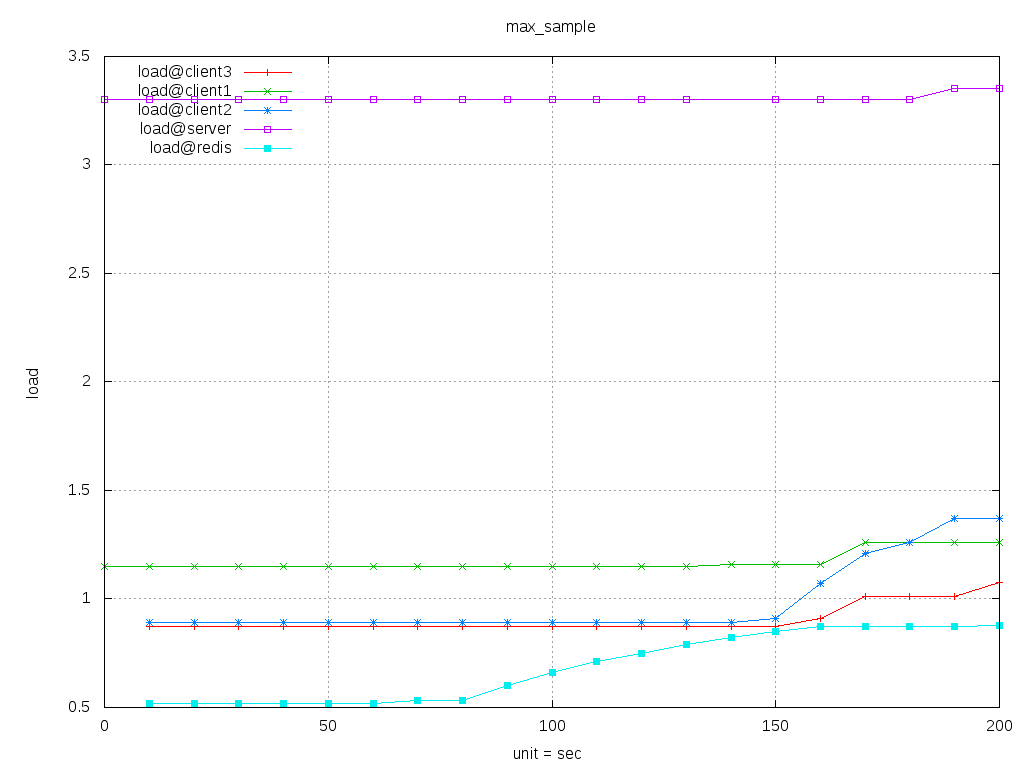 max_sample
3.5
3
2.5
2
1.5
1
0.5
load
load@client3
load@client1
load@client2
load@server
load@redis
0 50 100 150 200
unit = sec